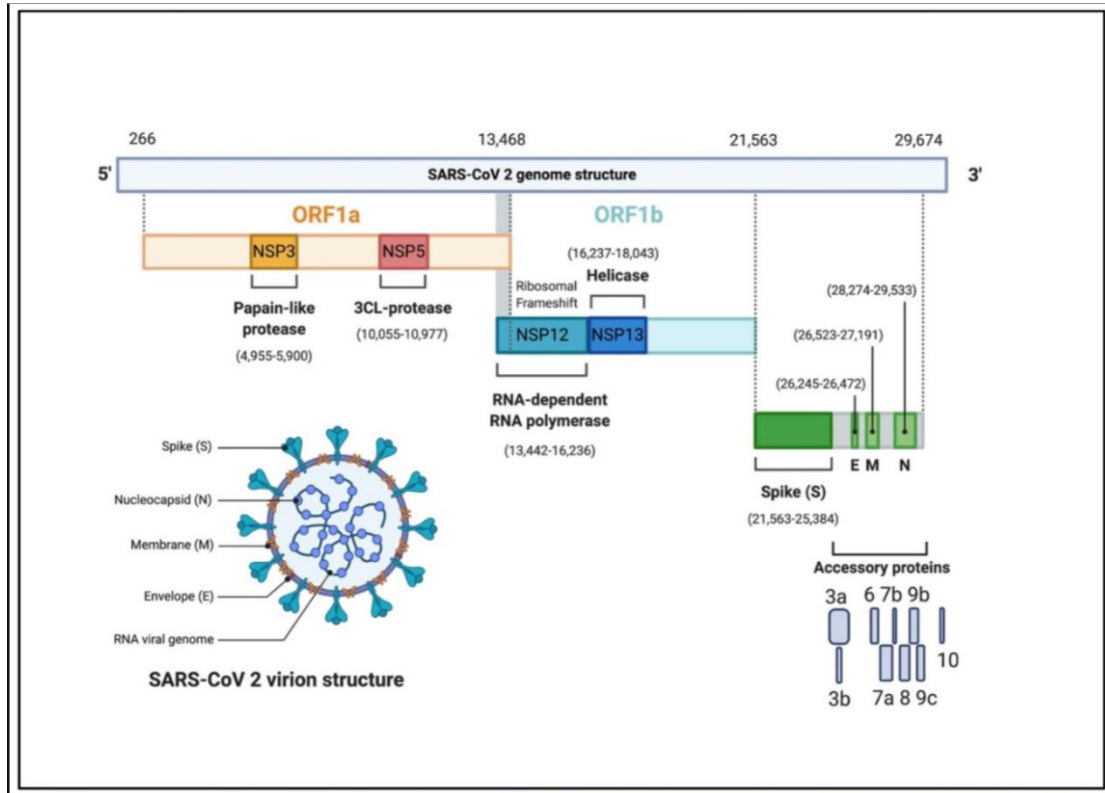 266 13,468 21,563 29,674
5' SARS-CoV 2 genome structure 3'
ORF1a ORF1b
NSP3 NSP5
(16,237-18,043)
Helicase
Papain-like
protease
(4,955-5,900)
3CL-protease
(10,055-10,977)
Ribosomal
Frameshift
NSP12 NSP13
RNA-dependent
RNA polymerase
(13,442-16,236)
(28,274-29,533)
(26,523-27,191)
(26,245-26,472)
E M N
Spike (S)
(21,563-25,384)
Accessory proteins
3a 6 7b 9b
10
3b 7a 8 9c
Spike (S)
Nucleocapsid (N)
Membrane (M)
Envelope (E)
RNA viral genome
SARS-CoV 2 virion structure